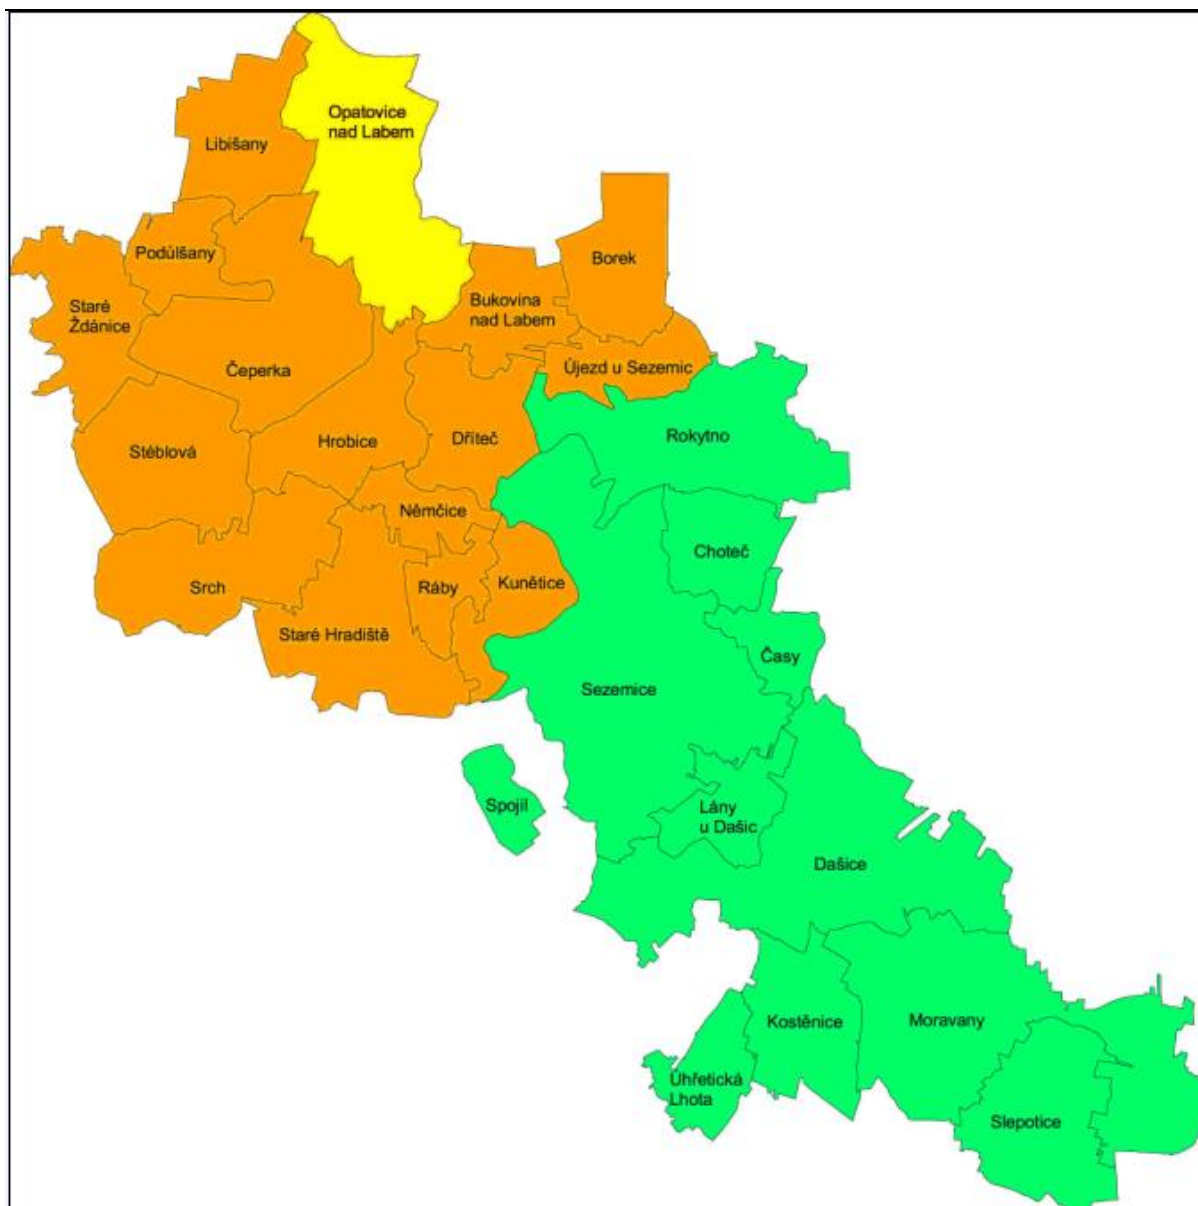 Opatovice
nad Labem
Libišany
Podůlšany
Borek
Staré
Ždánice
Bukovina
nad Labem
Čeperka
Újezd u Sezemic
Stéblová
Hrobice
Dříteč
Rokytno
Němčice
Choteč
Srch
Ráby
Kunětice
Staré Hradiště
Časy
Sezemice
Spojil
Lány
u Dašic
Dašice
Kostěnice
Moravany
Úhřetická
Lhota
Slepotice